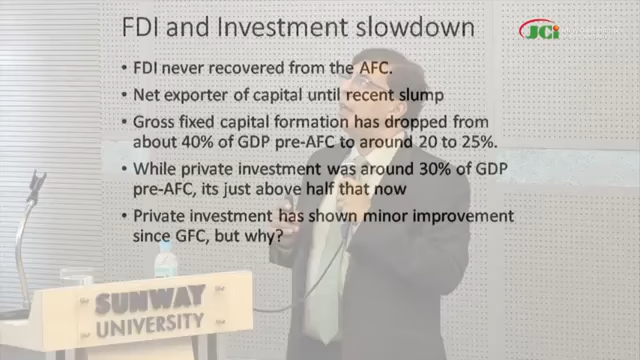 FDI and Investment slowdown
JCi
• FDI never recovered from the AFC.
• Net exporter of capital until recent slump
• Gross fixed capital formation has dropped from
about 40% of GDP pre-AFC to around 20 to 25%.
• While private investment was around 30% of GDP
pre-AFC, its just above half that now
• Private investment has shown minor improvement
since GFC, but why?
SUNWAY
UNIVERSITY